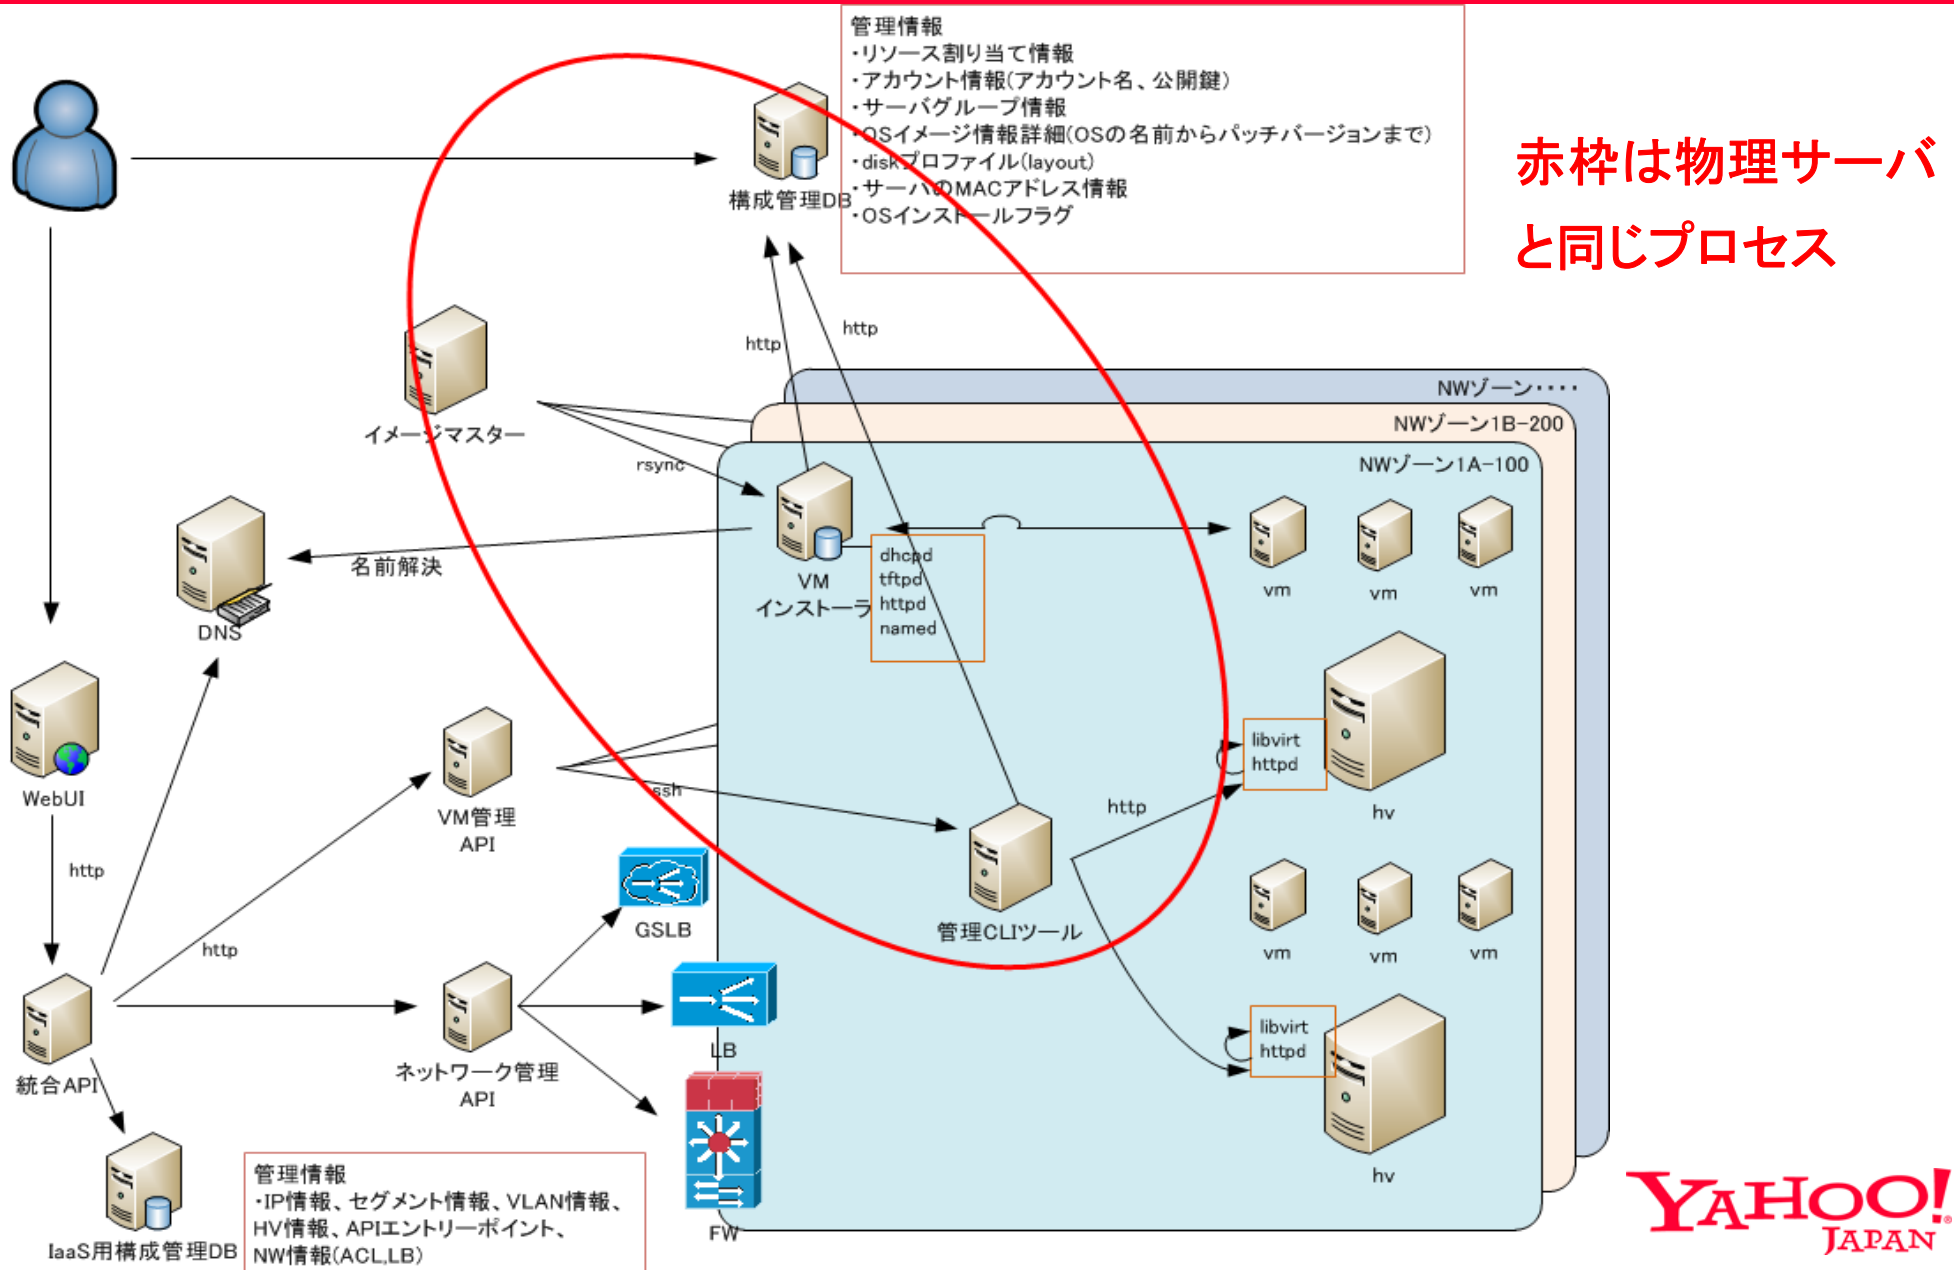 管理情報
・リソース割り当て情報
・アカウント情報(アカウント名、公開鍵)
・サーバグループ情報
・OSイメージ情報詳細(OSの名前からパッチバージョンまで)
・diskプロファイル(layout)
・サーバのMACアドレス情報
・OSインストールフラグ
構成管理DB
赤枠は物理サーバ
と同じプロセス
http
http
イメージマスター
rsync
NWゾーン････
NWゾーン1B-200
NWゾーン1A-100
名前解決
DNS
VM
インストーラ
dhcpd
tftpd
httpd
named
vm
vm
vm
WebUI
http
VM管理
API
ssh
libvirt
httpd
hv
http
管理CLIツール
GSLB
http
vm
vm
vm
統合API
ネットワーク管理
API
LB
libvirt
httpd
hv
FW
IaaS用構成管理DB
管理情報
・IP情報、セグメント情報、VLAN情報、
HV情報、APIエントリーポイント、
NW情報(ACL,LB)
YAHOO!
JAPAN